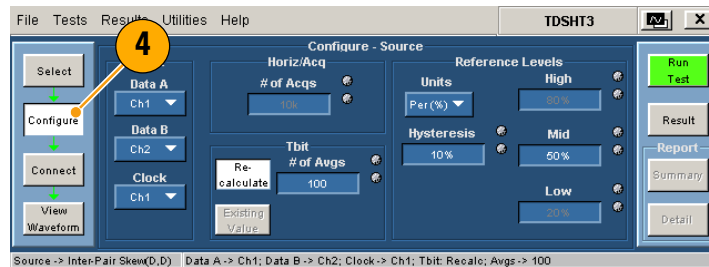 File Tests Results Utilities Help TDSHT3 X
4
Configure - Source
Select
Configure
Connect
View
Waveform
Data A
Ch1
Data B
Ch2
Clock
Ch1
Horiz/Acq
# of Acqs
10k
Tbit
Re-
calculate
# of Avgs
100
Existing
Value
Reference Levels
Units
Per(%)
Hysteresis
10%
High
80%
Mid
50%
Low
20%
Run
Test
Result
Report
Summary
Detail
Source -> Inter-Pair Skew(D,D) Data A -> Ch1; Data B -> Ch2; Clock -> Ch1; Tbit: Recalc; Avgs -> 100